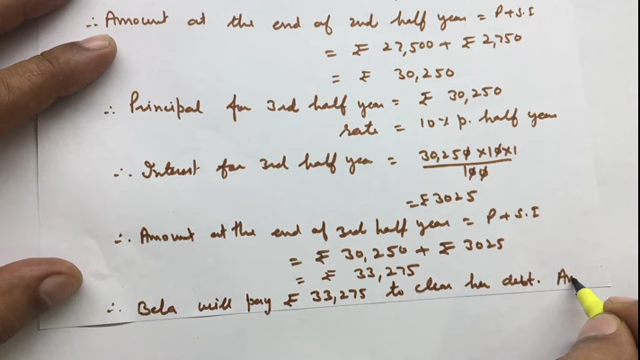 ∴ Amount at the end of 2nd half year = P+S.I
= ₹ 27,500 + ₹ 2,750
= ₹ 30,250
∴ Principal for 3rd half year = ₹ 30,250
rate = 10% p. half year
∴ Interest for 3rd half year = 30,250 × 10 × 1 / 100
= ₹ 3025
∴ Amount at the end of 3rd half year = P+S.I
= ₹ 30,250 + ₹ 3025
= ₹ 33,275
∴ Bela will pay ₹ 33,275 to clear her debt. An